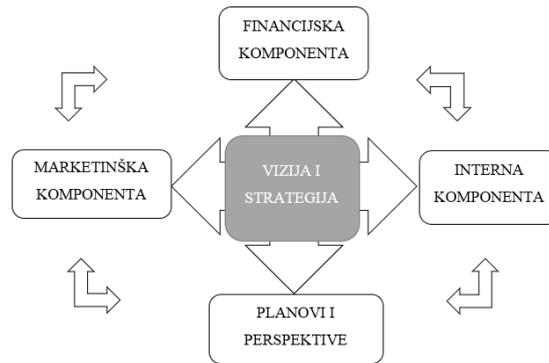 FINANCIJSKA
KOMPONENTA
MARKETINŠKA
KOMPONENTA
VIZIJA I
STRATEGIJA
INTERNA
KOMPONENTA
PLANOVI I
PERSPEKTIVE